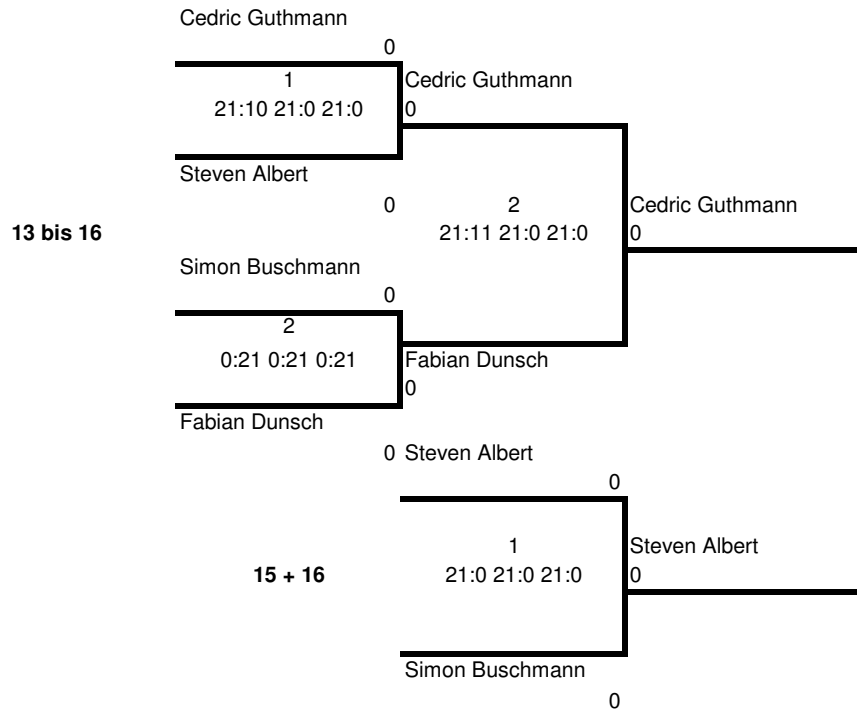 Cedric Guthmann
0
1
Cedric Guthmann
21:10 21:0 21:0
0
Steven Albert
0
2
Cedric Guthmann
13 bis 16
21:11 21:0 21:0
0
Simon Buschmann
0
2
0:21 0:21 0:21
Fabian Dunsch
0
Fabian Dunsch
0
Steven Albert
0
1
Steven Albert
15 + 16
21:0 21:0 21:0
0
Simon Buschmann
0